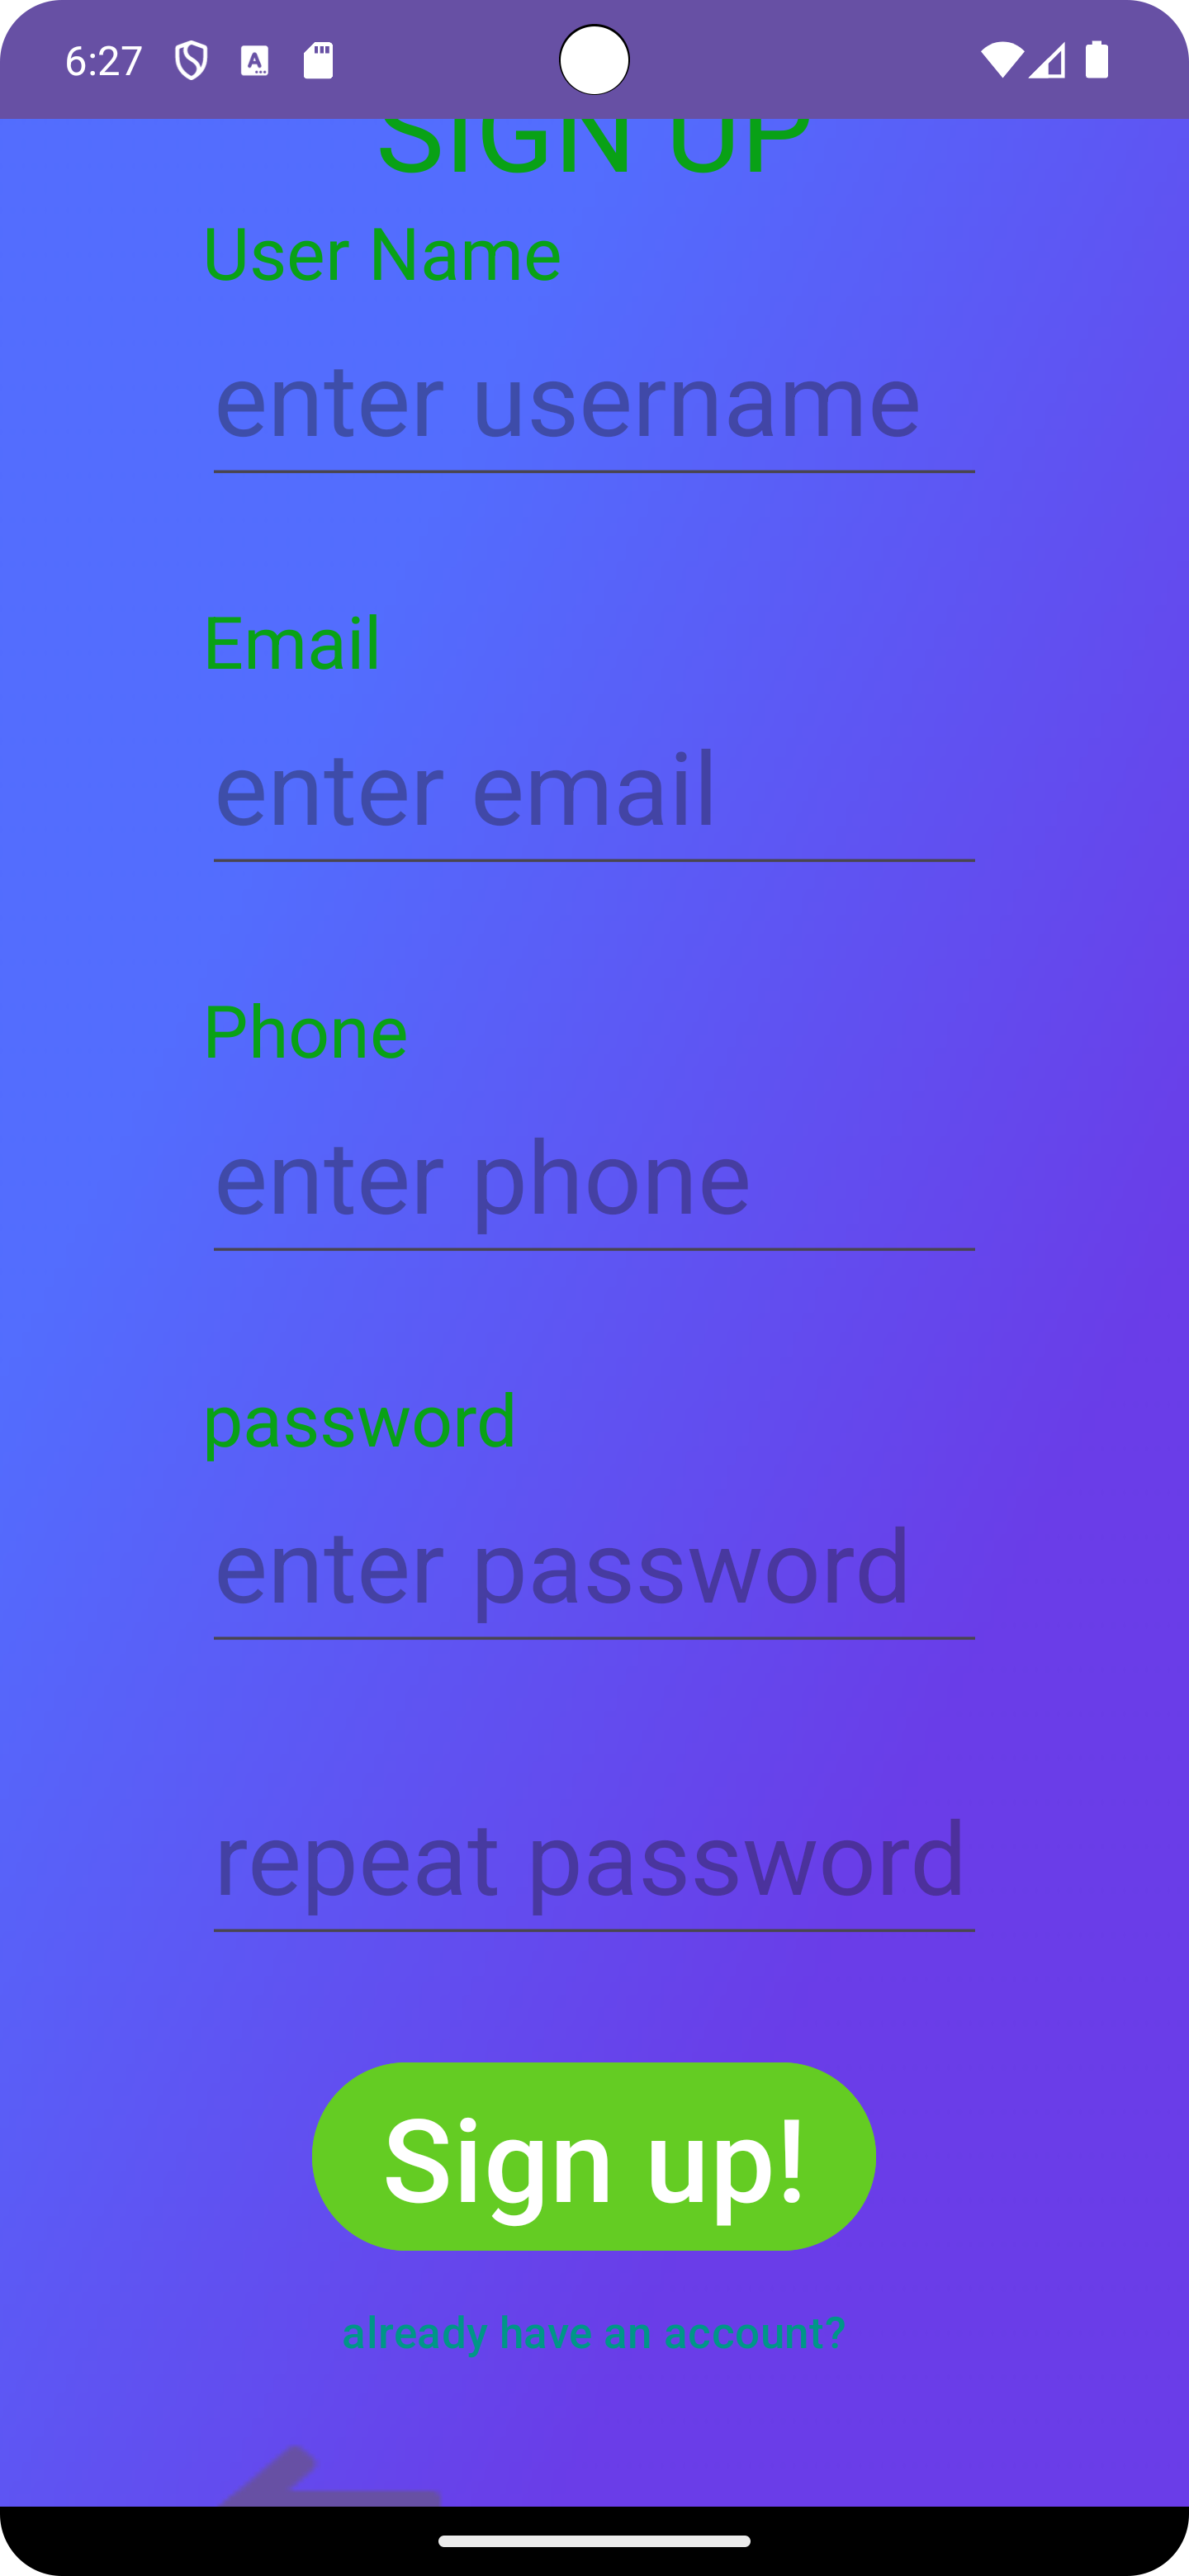 6:27
SIGN UP
User Name
enter username
Email
enter email
Phone
enter phone
password
enter password
repeat password
Sign up!
already have an account?